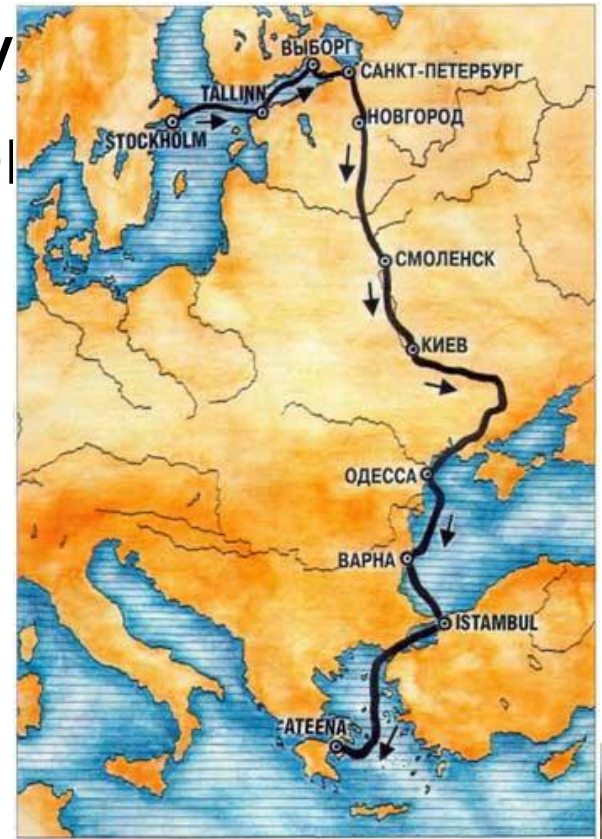 ВЫБОРГ
САНКТ-ПЕТЕРБУРГ
TALLINN
НОВГОРОД
STOCKHOLM
СМОЛЕНСК
КИЕВ
ОДЕССА
ВАРНА
ISTAMBUL
ATEENA